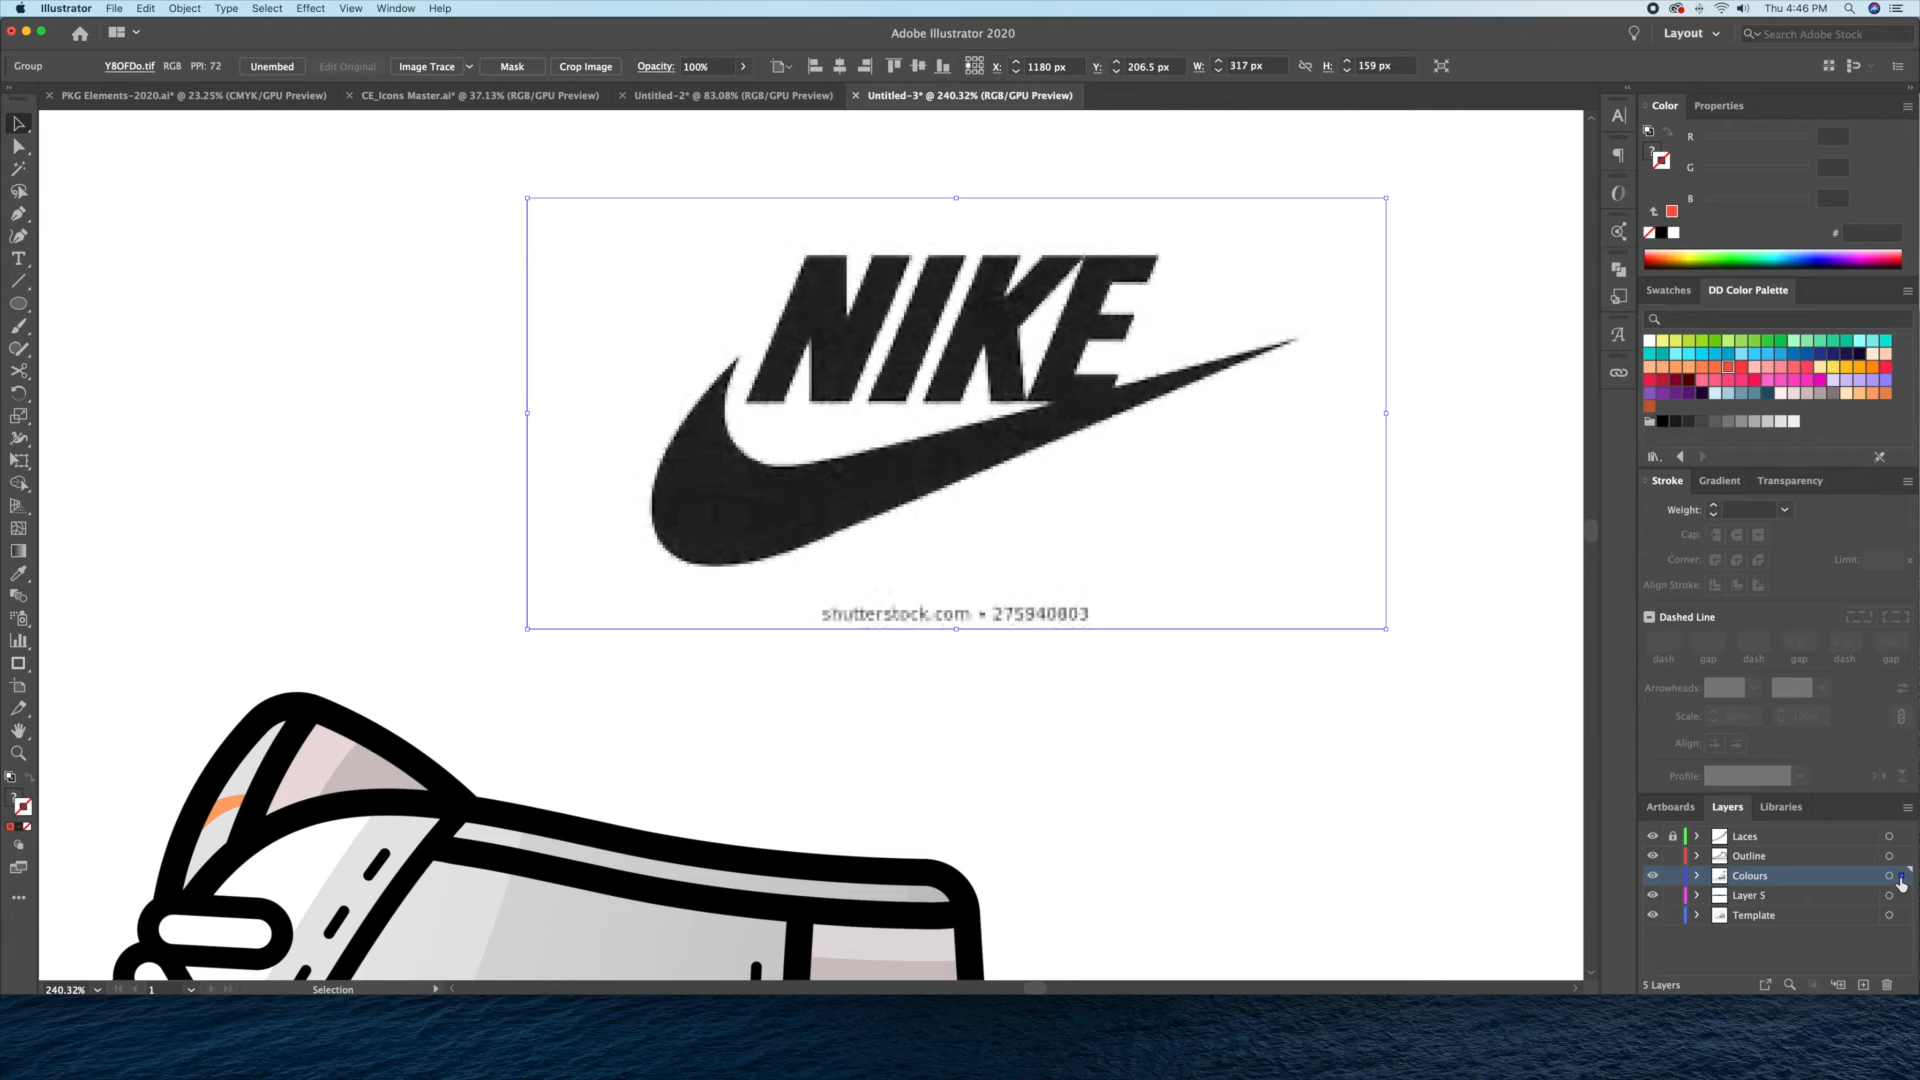 Illustrator File Edit Object Type Select Effect View Window Help
Thu 4:46 PM
Adobe Illustrator 2020
Layout
Search Adobe Stock
Group
Y8OFDo.tif
RGB PPI: 72
Unembed
Edit Original
Image Trace
Mask
Crop Image
Opacity: 100%
X: 1180 px
Y: 206.5 px
W: 317 px
H: 159 px
PKG Elements-2020.ai* @ 23.25% (CMYK/GPU Preview)
CE_Icons Master.ai* @ 37.13% (RGB/GPU Preview)
Untitled-2* @ 83.08% (RGB/GPU Preview)
Untitled-3* @ 240.32% (RGB/GPU Preview)
Color Properties
R
G
B
#
Swatches DD Color Palette
NIKE
shutterstock.com • 275940803
Stroke Gradient Transparency
Weight:
Cap:
Corner:
Limit:
x
Align Stroke:
Dashed Line
dash gap dash gap dash gap
Arrowheads:
Scale: 100% 100%
Align:
Profile:
Artboards Layers Libraries
Laces
Outline
Colours
Layer 5
Template
5 Layers
240.32%
1
Selection